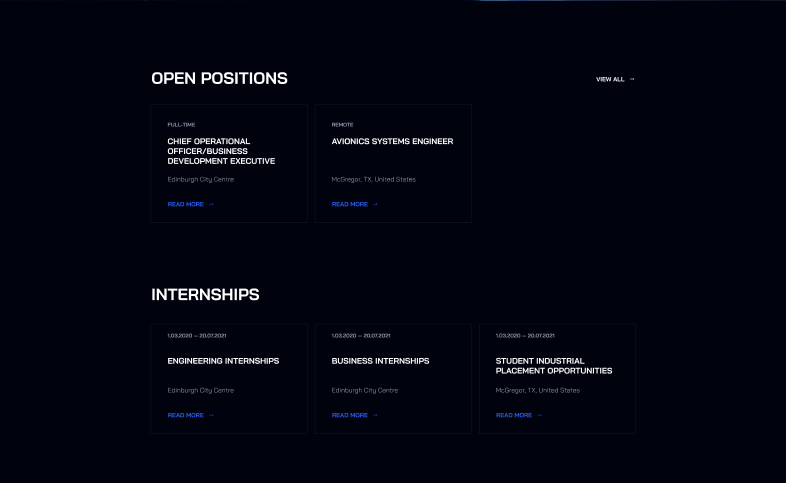 OPEN POSITIONS
VIEW ALL →
FULL-TIME
CHIEF OPERATIONAL
OFFICER/BUSINESS
DEVELOPMENT EXECUTIVE
Edinburgh City Centre
READ MORE →
REMOTE
AVIONICS SYSTEMS ENGINEER
McGregor, TX, United States
READ MORE →
INTERNSHIPS
1.03.2020 — 20.07.2021
ENGINEERING INTERNSHIPS
Edinburgh City Centre
READ MORE →
1.03.2020 — 20.07.2021
BUSINESS INTERNSHIPS
Edinburgh City Centre
READ MORE →
1.03.2020 — 20.07.2021
STUDENT INDUSTRIAL
PLACEMENT OPPORTUNITIES
McGregor, TX, United States
READ MORE →